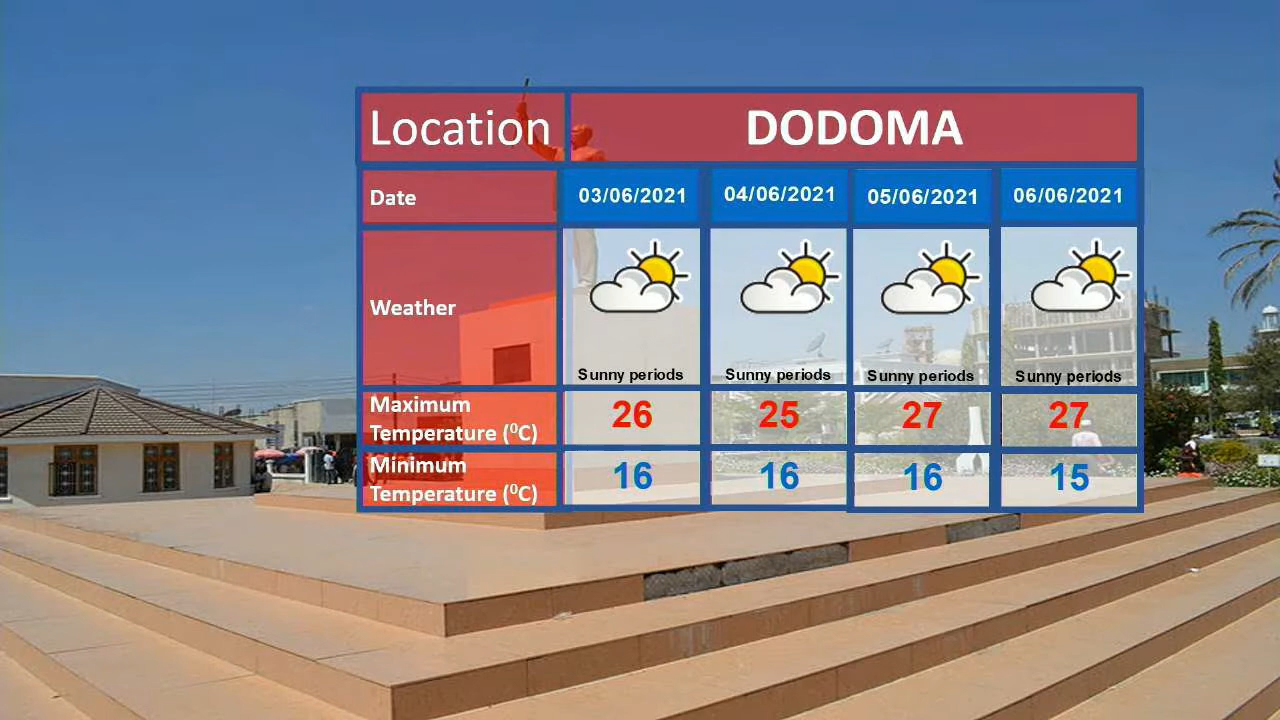 Location DODOMA
Date 03/06/2021 04/06/2021 05/06/2021 06/06/2021
Weather Sunny periods Sunny periods Sunny periods Sunny periods
Maximum
Temperature (⁰C) 26 25 27 27
Minimum
Temperature (⁰C) 16 16 16 15